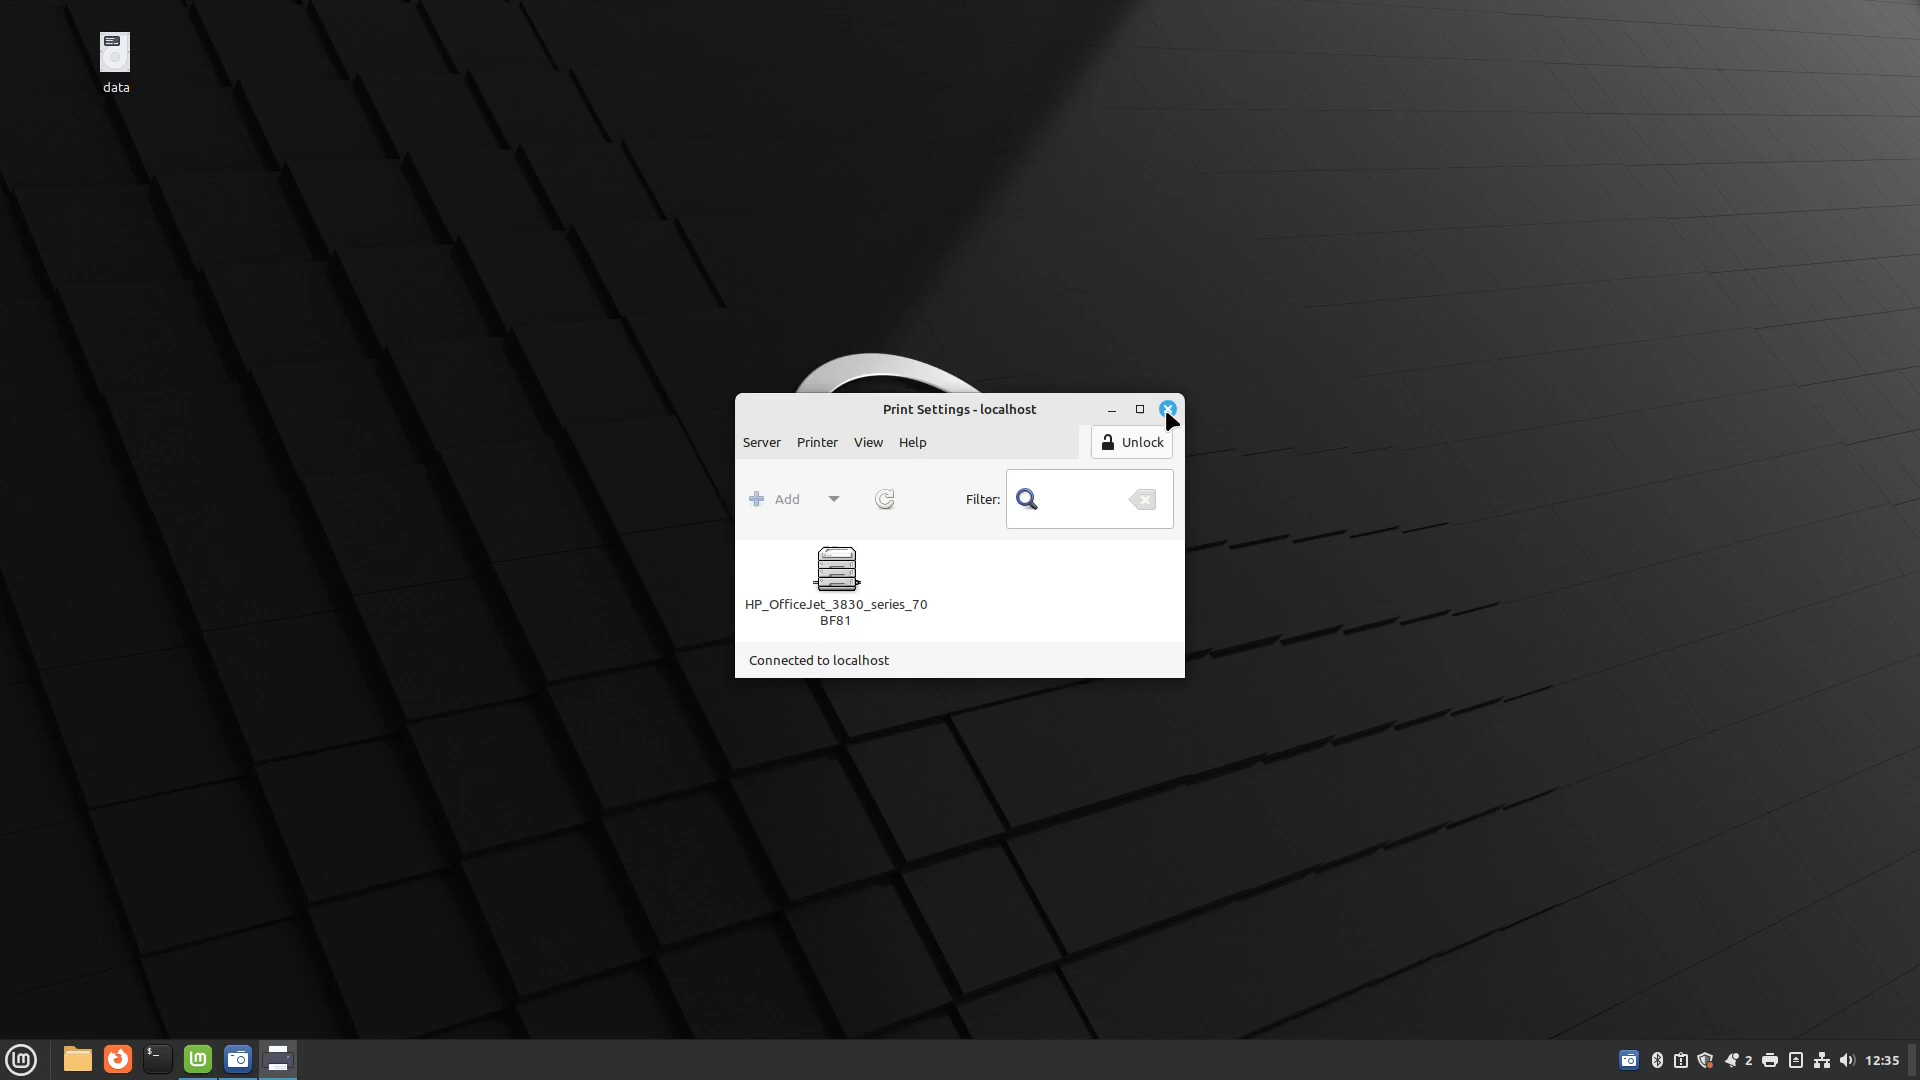 data
Print Settings - localhost
Server Printer View Help Unlock
Add Filter:
HP_OfficeJet_3830_series_70
BF81
Connected to localhost
2 12:35